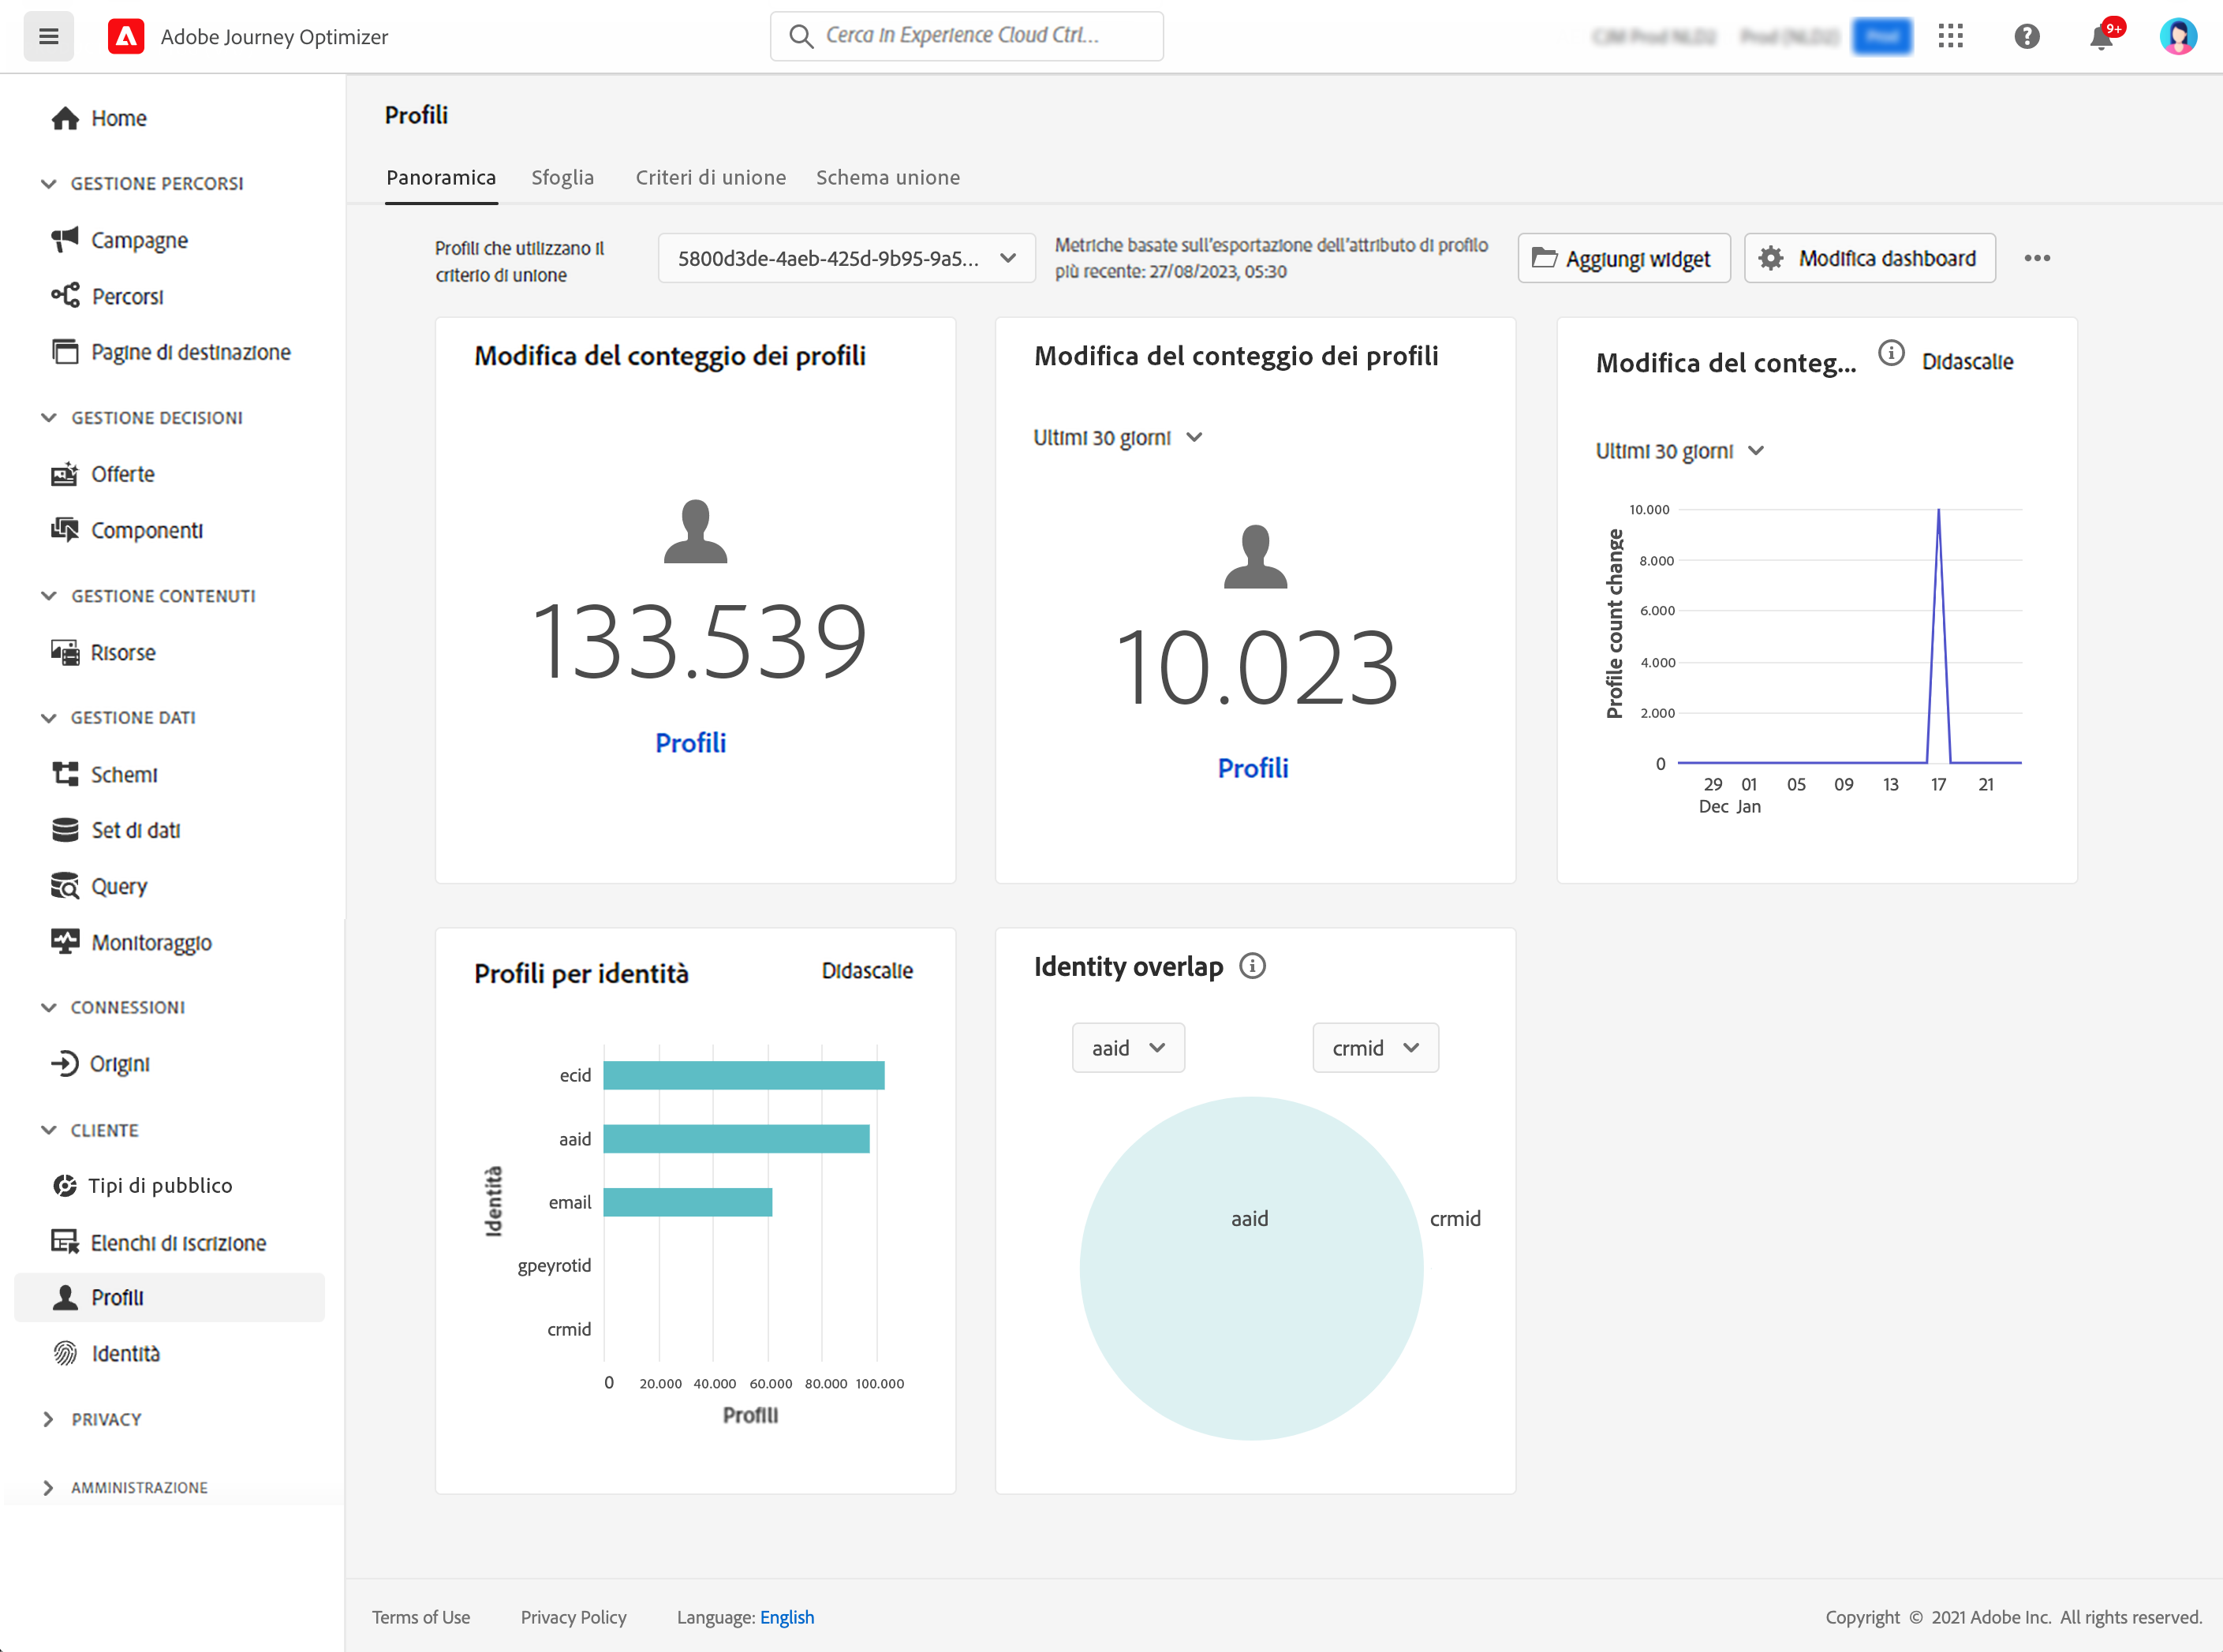 Adobe Journey Optimizer
Cerca in Experience Cloud Ctrl...
9+
Home
GESTIONE PERCORSI
Campagne
Percorsi
Pagine di destinazione
GESTIONE DECISIONI
Offerte
Componenti
GESTIONE CONTENUTI
Risorse
GESTIONE DATI
Schemi
Set di dati
Query
Monitoraggio
CONNESSIONI
Origini
CLIENTE
Tipi di pubblico
Elenchi di iscrizione
Profili
Identità
PRIVACY
AMMINISTRAZIONE
Profili
Panoramica Sfoglia Criteri di unione Schema unione
Profili che utilizzano il
criterio di unione
5800d3de-4aeb-425d-9b95-9a5...
Metriche basate sull'esportazione dell'attributo di profilo
più recente: 27/08/2023, 05:30
Aggiungi widget
Modifica dashboard
Modifica del conteggio dei profili
133.539
Profili
Modifica del conteggio dei profili
Ultimi 30 giorni
10.023
Profili
Modifica del conteg... Didascalie
Ultimi 30 giorni
Profile count change
10.000
8.000
6.000
4.000
2.000
0
29 01 05 09 13 17 21
Dec Jan
Profili per identità Didascalie
Identità
ecid
aaid
email
gpeyrotid
crmid
0 20.000 40.000 60.000 80.000 100.000
Profili
Identity overlap
aaid crmid
aaid crmid
Terms of Use Privacy Policy Language: English
Copyright © 2021 Adobe Inc. All rights reserved.